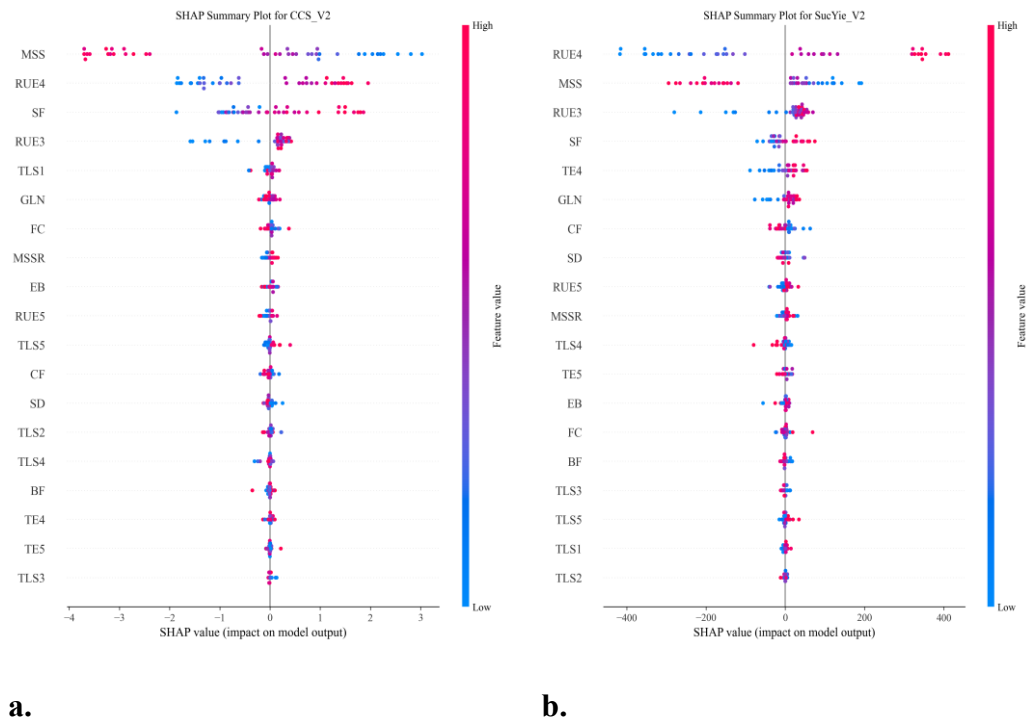 SHAP Summary Plot for CCS_V2
High
MSS
RUE4
SF
RUE3
TLS1
GLN
FC
MSSR
EB
RUE5
TLS5
CF
SD
TLS2
TLS4
BF
TE4
TE5
TLS3
Feature value
Low
−4 −3 −2 −1 0 1 2 3
SHAP value (impact on model output)
a.
SHAP Summary Plot for SucYie_V2
High
RUE4
MSS
RUE3
SF
TE4
GLN
CF
SD
RUE5
MSSR
TLS4
TE5
EB
FC
BF
TLS3
TLS5
TLS1
TLS2
Feature value
Low
−400 −200 0 200 400
SHAP value (impact on model output)
b.